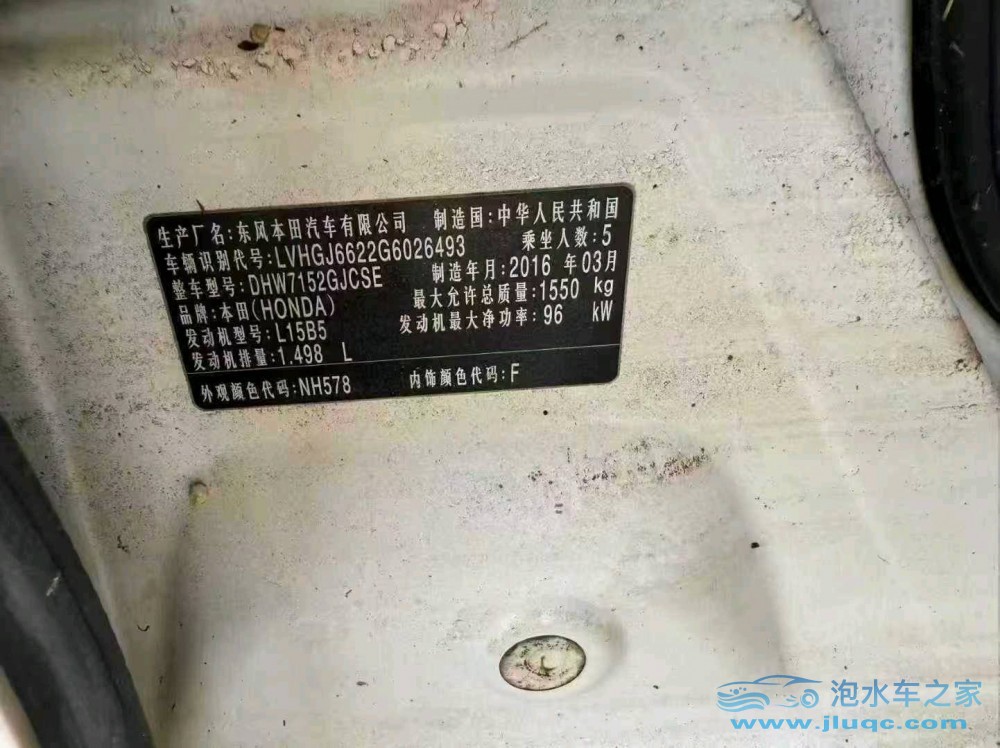 生产厂名:东风本田汽车有限公司 制造国:中华人民共和国
车辆识别代号:LVHGJ6622G6026493 乘坐人数:5
整车型号:DHW7152GJCSE 制造年月:2016 年03月
品牌:本田(HONDA) 最大允许总质量:1550 kg
发动机型号:L15B5 发动机最大净功率:96 kW
发动机排量:1.498 L
外观颜色代码:NH578 内饰颜色代码:F
泡水车之家
www.jluqc.com